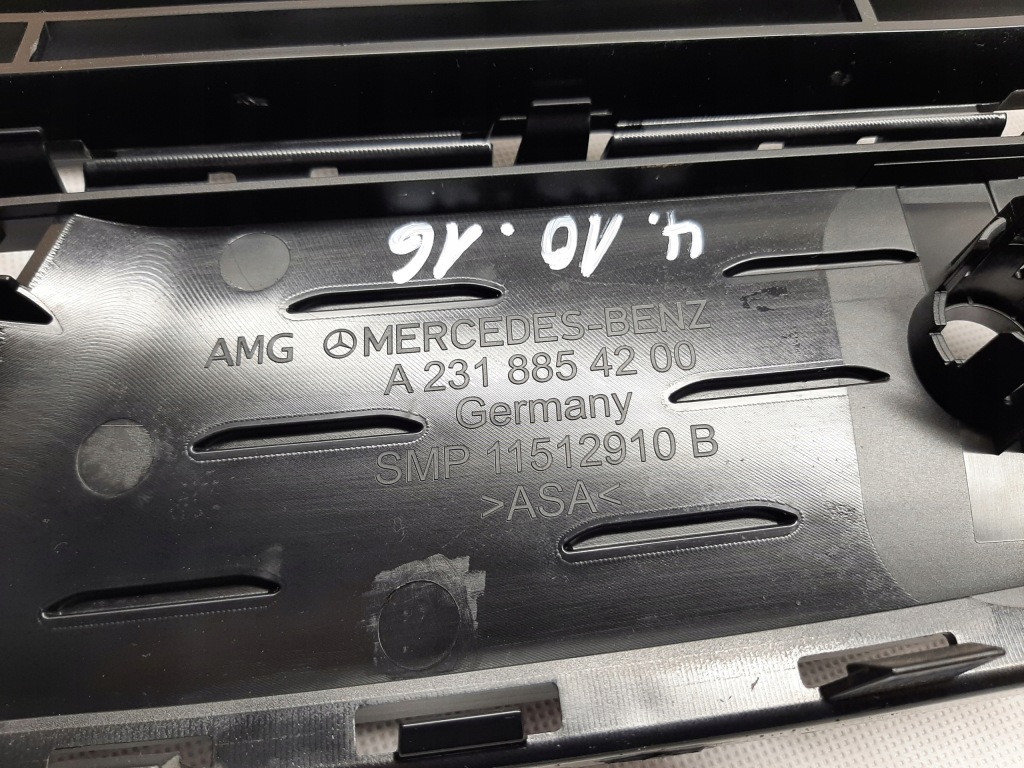 4.10.16
AMG MERCEDES-BENZ
A 231 885 42 00
Germany
SMP 11512910 B
>ASA<